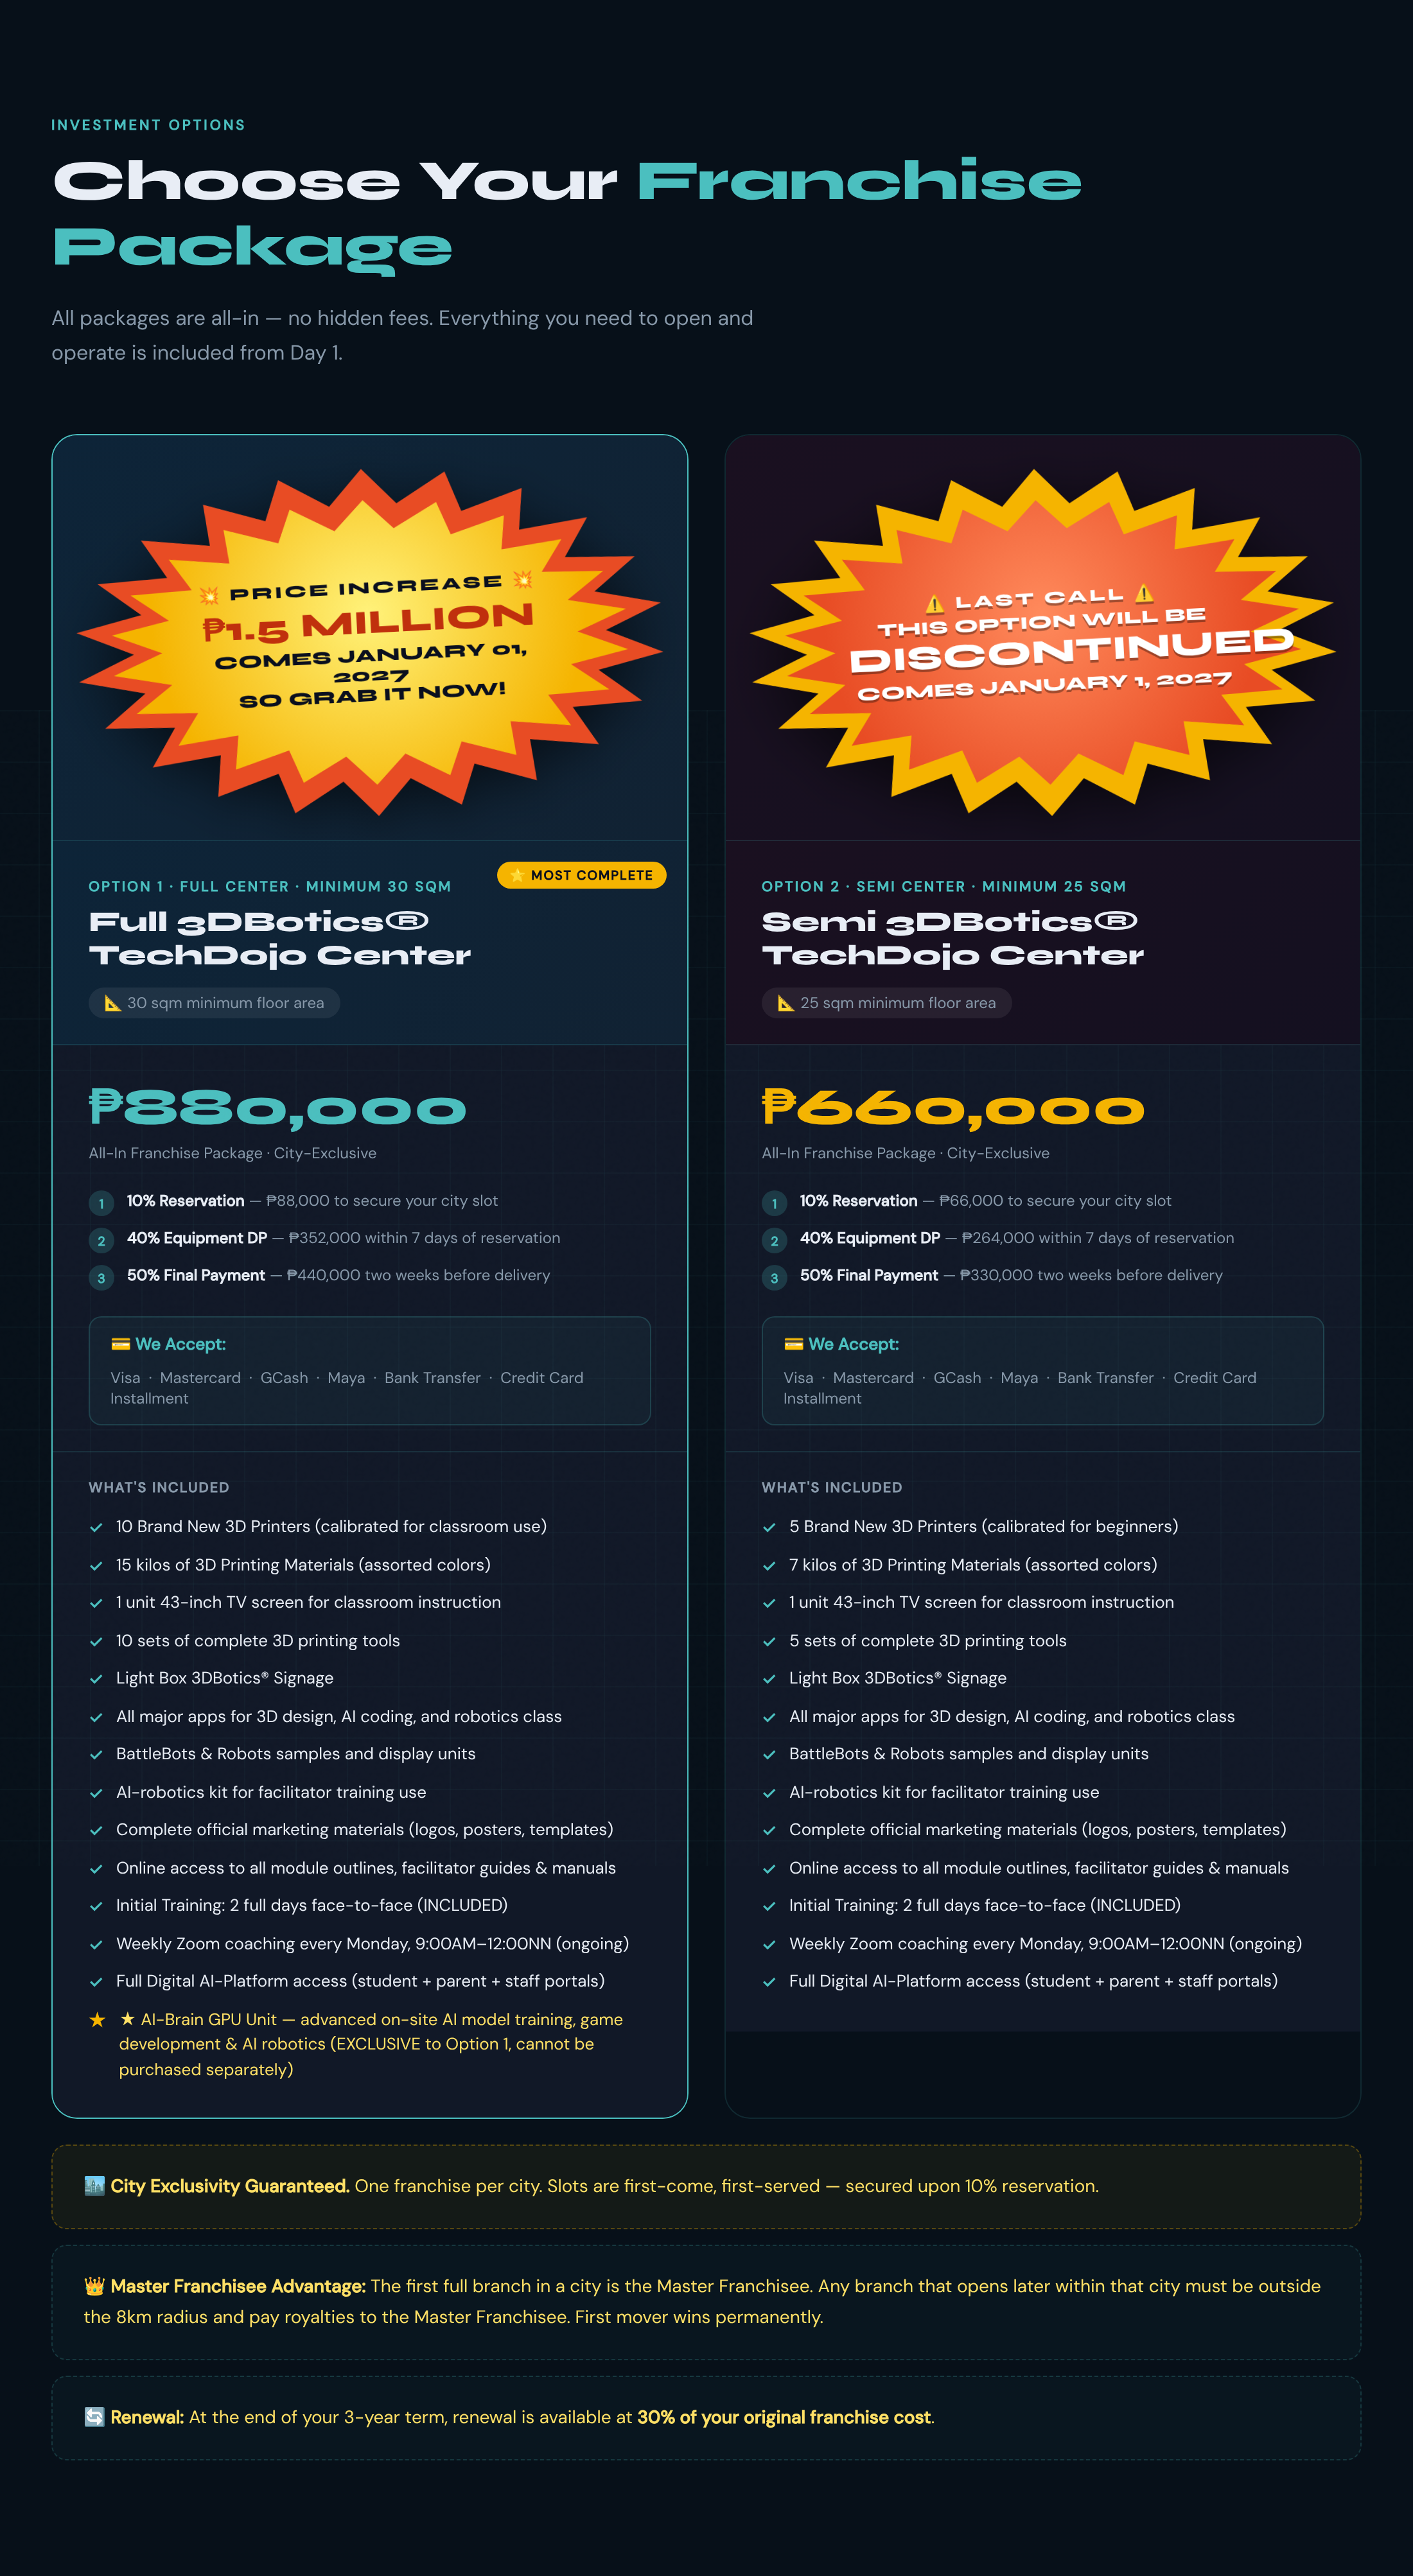 INVESTMENT OPTIONS
Choose Your Franchise
Package
All packages are all-in — no hidden fees. Everything you need to open and
operate is included from Day 1.
💥 PRICE INCREASE 💥
₱1.5 MILLION
COMES JANUARY 01,
2027
SO GRAB IT NOW!
⭐ MOST COMPLETE
OPTION 1 · FULL CENTER · MINIMUM 30 SQM
Full 3DBotics®
TechDojo Center
📐 30 sqm minimum floor area
₱880,000
All-In Franchise Package · City-Exclusive
1 10% Reservation — ₱88,000 to secure your city slot
2 40% Equipment DP — ₱352,000 within 7 days of reservation
3 50% Final Payment — ₱440,000 two weeks before delivery
💳 We Accept:
Visa · Mastercard · GCash · Maya · Bank Transfer · Credit Card
Installment
WHAT'S INCLUDED
✓ 10 Brand New 3D Printers (calibrated for classroom use)
✓ 15 kilos of 3D Printing Materials (assorted colors)
✓ 1 unit 43-inch TV screen for classroom instruction
✓ 10 sets of complete 3D printing tools
✓ Light Box 3DBotics® Signage
✓ All major apps for 3D design, AI coding, and robotics class
✓ BattleBots & Robots samples and display units
✓ AI-robotics kit for facilitator training use
✓ Complete official marketing materials (logos, posters, templates)
✓ Online access to all module outlines, facilitator guides & manuals
✓ Initial Training: 2 full days face-to-face (INCLUDED)
✓ Weekly Zoom coaching every Monday, 9:00AM–12:00NN (ongoing)
✓ Full Digital AI-Platform access (student + parent + staff portals)
★ ★ AI-Brain GPU Unit — advanced on-site AI model training, game
development & AI robotics (EXCLUSIVE to Option 1, cannot be
purchased separately)
⚠️ LAST CALL ⚠️
THIS OPTION WILL BE
DISCONTINUED
COMES JANUARY 1, 2027
OPTION 2 · SEMI CENTER · MINIMUM 25 SQM
Semi 3DBotics®
TechDojo Center
📐 25 sqm minimum floor area
₱660,000
All-In Franchise Package · City-Exclusive
1 10% Reservation — ₱66,000 to secure your city slot
2 40% Equipment DP — ₱264,000 within 7 days of reservation
3 50% Final Payment — ₱330,000 two weeks before delivery
💳 We Accept:
Visa · Mastercard · GCash · Maya · Bank Transfer · Credit Card
Installment
WHAT'S INCLUDED
✓ 5 Brand New 3D Printers (calibrated for beginners)
✓ 7 kilos of 3D Printing Materials (assorted colors)
✓ 1 unit 43-inch TV screen for classroom instruction
✓ 5 sets of complete 3D printing tools
✓ Light Box 3DBotics® Signage
✓ All major apps for 3D design, AI coding, and robotics class
✓ BattleBots & Robots samples and display units
✓ AI-robotics kit for facilitator training use
✓ Complete official marketing materials (logos, posters, templates)
✓ Online access to all module outlines, facilitator guides & manuals
✓ Initial Training: 2 full days face-to-face (INCLUDED)
✓ Weekly Zoom coaching every Monday, 9:00AM–12:00NN (ongoing)
✓ Full Digital AI-Platform access (student + parent + staff portals)
🏙️ City Exclusivity Guaranteed. One franchise per city. Slots are first-come, first-served — secured upon 10% reservation.
👑 Master Franchisee Advantage: The first full branch in a city is the Master Franchisee. Any branch that opens later within that city must be outside
the 8km radius and pay royalties to the Master Franchisee. First mover wins permanently.
🔄 Renewal: At the end of your 3-year term, renewal is available at 30% of your original franchise cost.